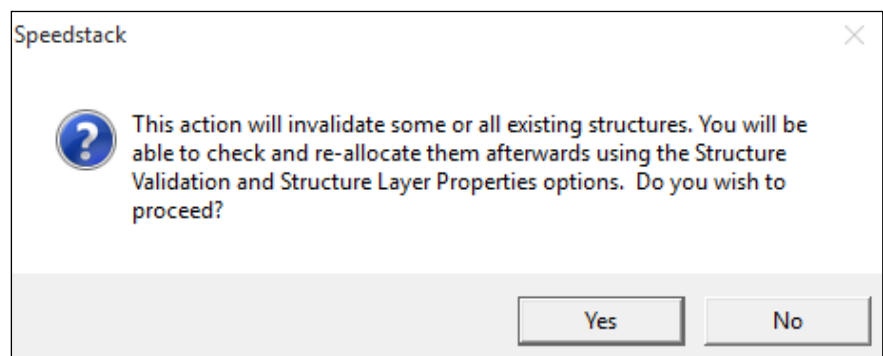 Speedstack
This action will invalidate some or all existing structures. You will be
able to check and re-allocate them afterwards using the Structure
Validation and Structure Layer Properties options.  Do you wish to
proceed?
Yes
No